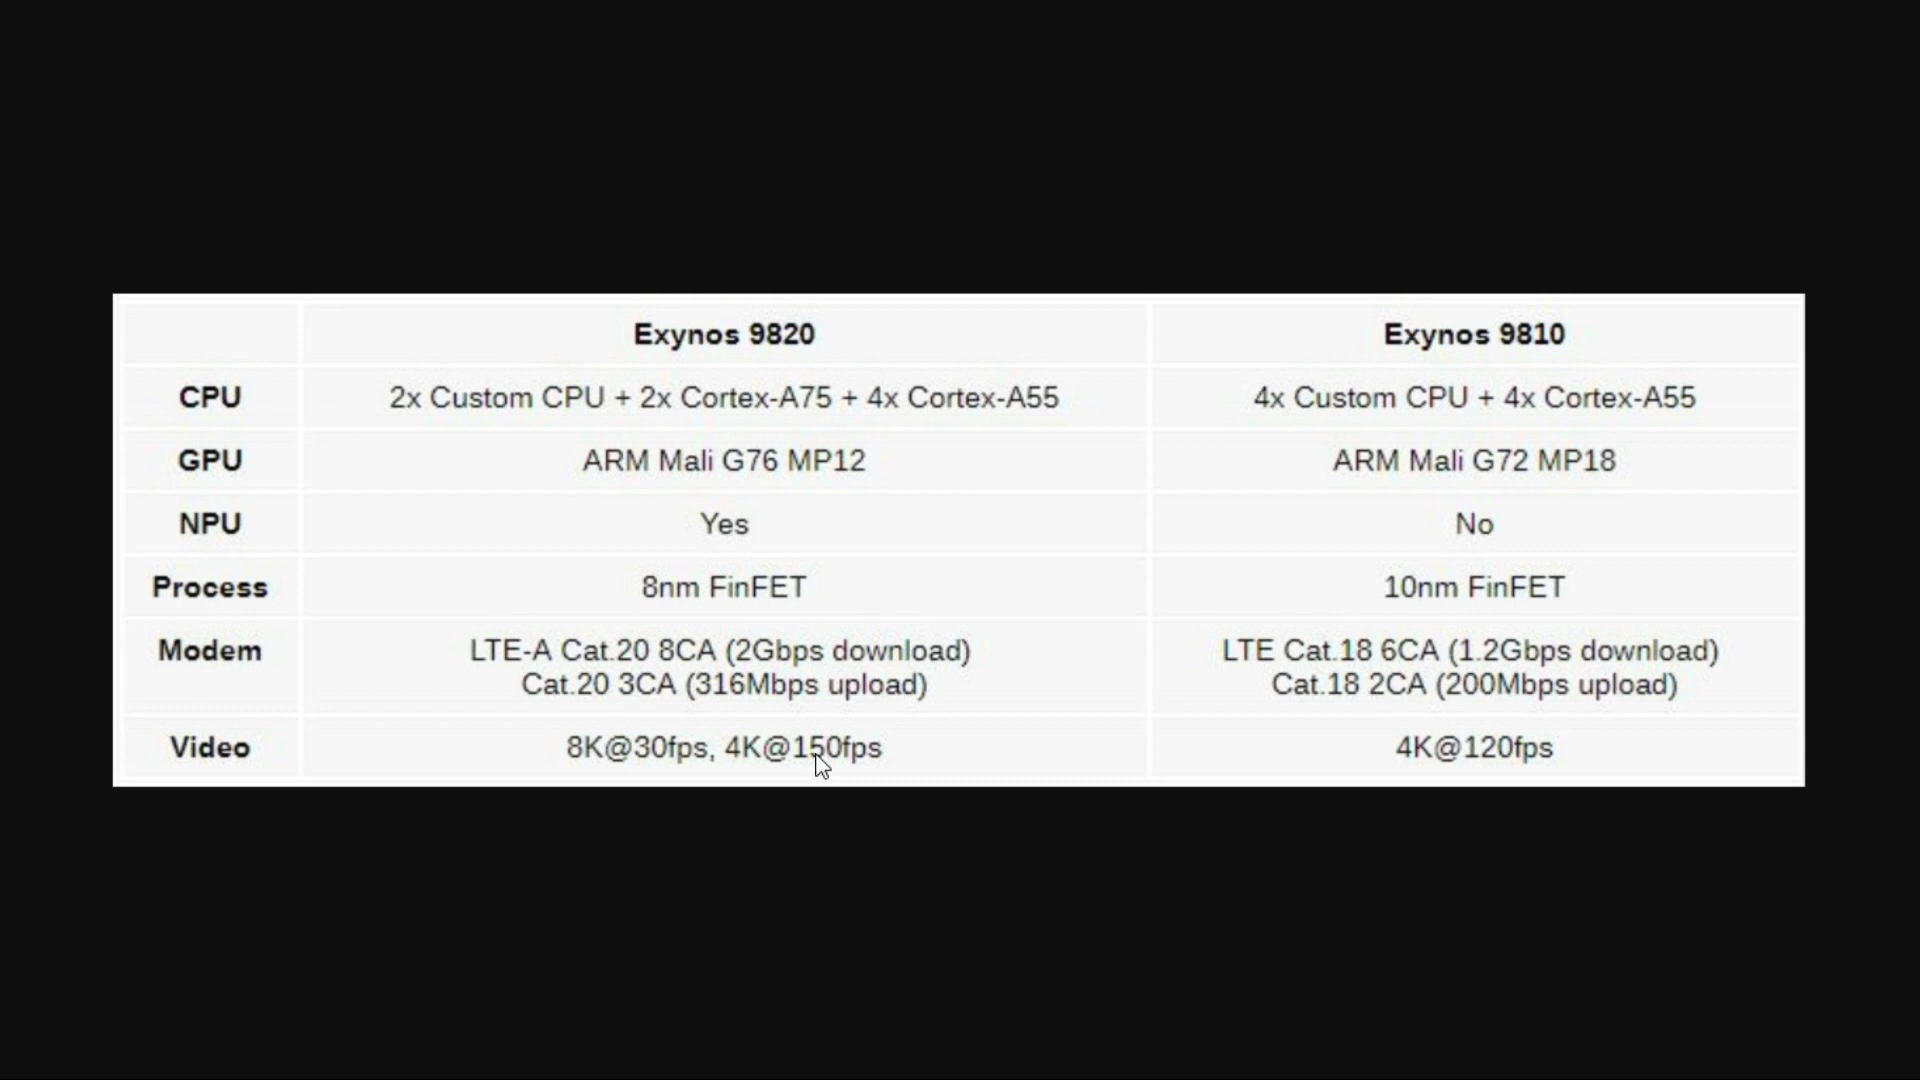 Exynos 9820 Exynos 9810
CPU 2x Custom CPU + 2x Cortex-A75 + 4x Cortex-A55 4x Custom CPU + 4x Cortex-A55
GPU ARM Mali G76 MP12 ARM Mali G72 MP18
NPU Yes No
Process 8nm FinFET 10nm FinFET
Modem LTE-A Cat.20 8CA (2Gbps download) LTE Cat.18 6CA (1.2Gbps download)
Cat.20 3CA (316Mbps upload) Cat.18 2CA (200Mbps upload)
Video 8K@30fps, 4K@150fps 4K@120fps